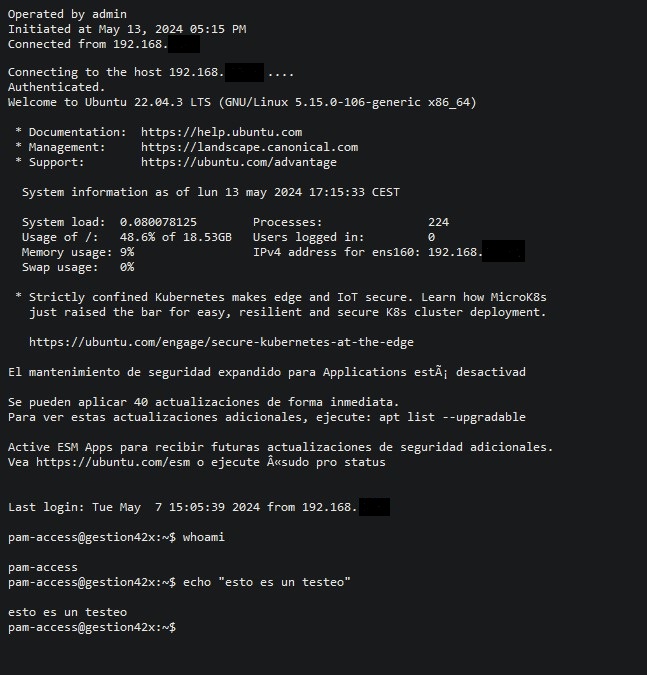 Operated by admin
Initiated at May 13, 2024 05:15 PM
Connected from 192.168.
Connecting to the host 192.168. ....
Authenticated.
Welcome to Ubuntu 22.04.3 LTS (GNU/Linux 5.15.0-106-generic x86_64)
* Documentation: https://help.ubuntu.com
* Management: https://landscape.canonical.com
* Support: https://ubuntu.com/advantage
System information as of lun 13 may 2024 17:15:33 CEST
System load: 0.080078125 Processes: 224
Usage of /: 48.6% of 18.53GB Users logged in: 0
Memory usage: 9% IPv4 address for ens160: 192.168.
Swap usage: 0%
* Strictly confined Kubernetes makes edge and IoT secure. Learn how MicroK8s
just raised the bar for easy, resilient and secure K8s cluster deployment.
https://ubuntu.com/engage/secure-kubernetes-at-the-edge
El mantenimiento de seguridad expandido para Applications estÃ¡ desactivad
Se pueden aplicar 40 actualizaciones de forma inmediata.
Para ver estas actualizaciones adicionales, ejecute: apt list --upgradable
Active ESM Apps para recibir futuras actualizaciones de seguridad adicionales.
Vea https://ubuntu.com/esm o ejecute Â«sudo pro status
Last login: Tue May  7 15:05:39 2024 from 192.168.
pam-access@gestion42x:~$ whoami
pam-access
pam-access@gestion42x:~$ echo "esto es un testeo"
esto es un testeo
pam-access@gestion42x:~$